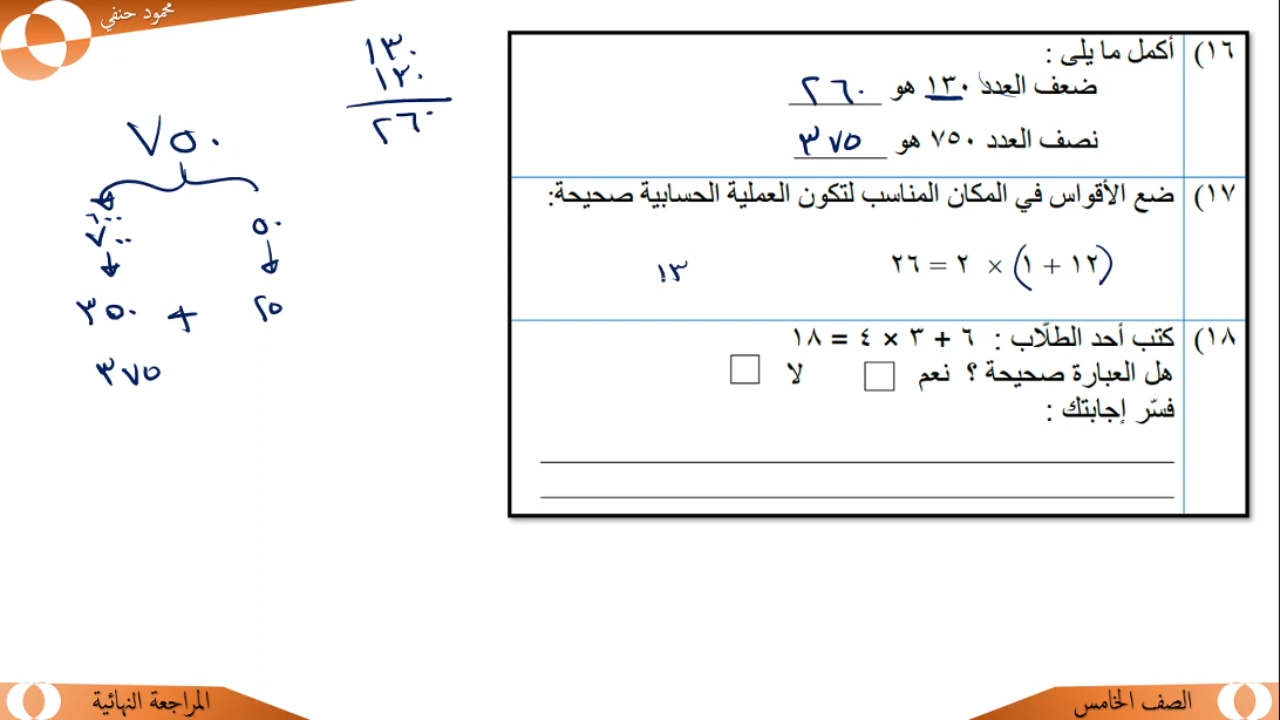 محمود حنفي
١٣٠
١٣٠
٢٦٠
٧٥٠
٧٠٠
٥٠
٣٥٠ + ٢٥
٣٧٥
١٦) أكمل ما يلى :
ضعف العدد ١٣٠ هو ٢٦٠
نصف العدد ٧٥٠ هو ٣٧٥
١٧) ضع الأقواس في المكان المناسب لتكون العملية الحسابية صحيحة:
(١٢ + ١) × ٢ = ٢٦
١٣
١٨) كتب أحد الطلّاب : ٦ + ٣ × ٤ = ١٨
هل العبارة صحيحة ؟ نعم لا
فسّر إجابتك :
الصف الخامس
المراجعة النهائية